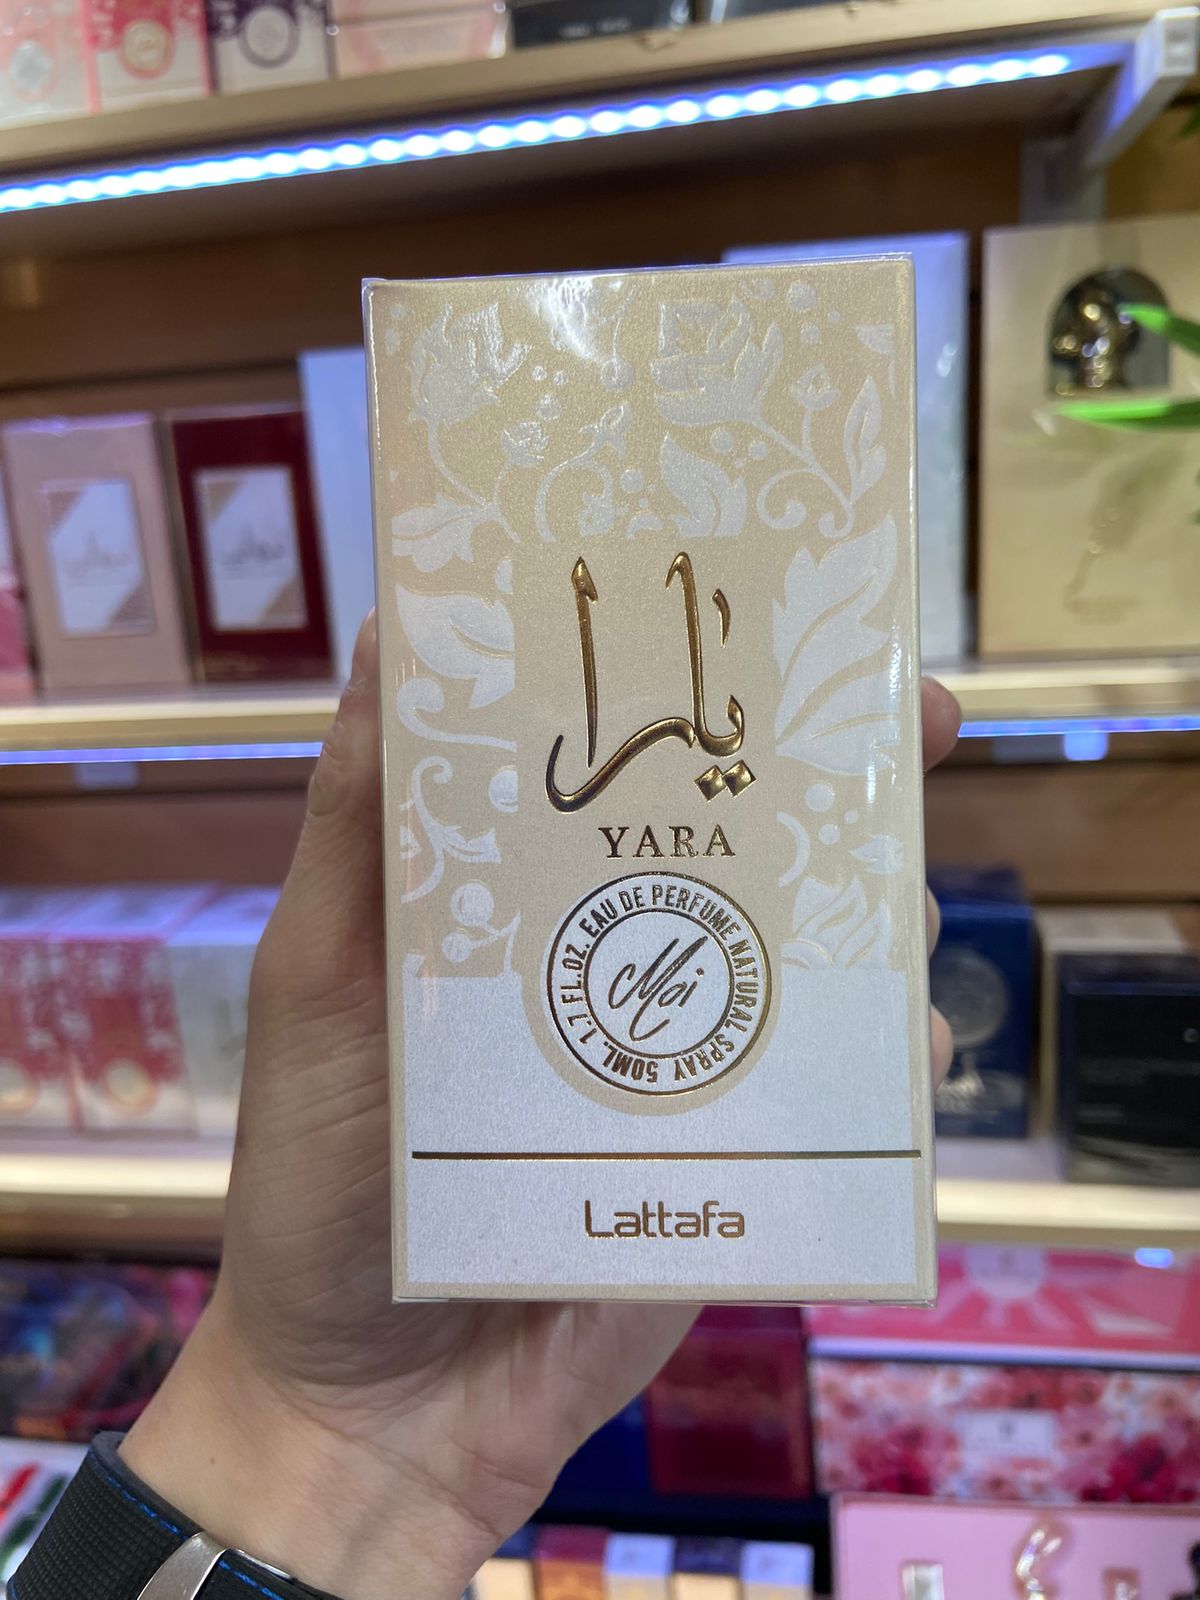 يارا
YARA
1.7 FL.OZ. EAU DE PERFUME NATURAL SPRAY 50ML.
Moi
Lattafa